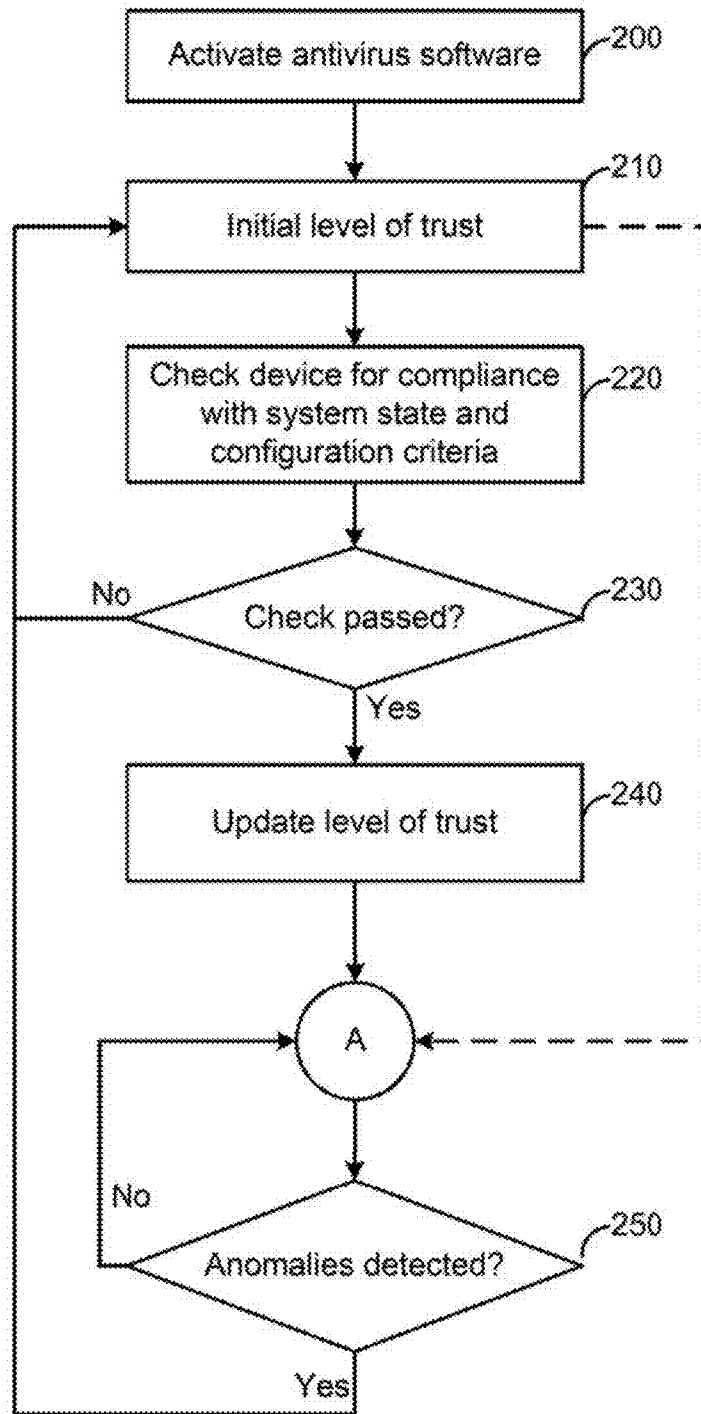 Activate antivirus software
200
210
Initial level of trust
Check device for compliance
with system state and
configuration criteria
220
No
Check passed?
230
Yes
Update level of trust
240
A
No
Anomalies detected?
250
Yes